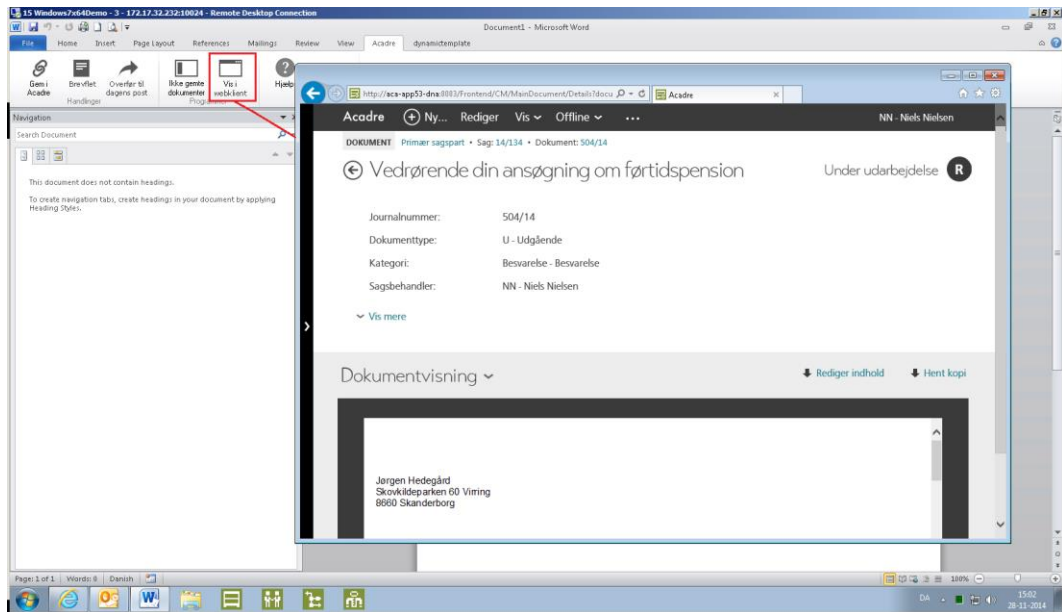 15 Windows7x64Demo - 3 - 172.17.32.232:10024 - Remote Desktop Connection
Document1 - Microsoft Word
File Home Insert Page Layout References Mailings Review View Acadre dynamictemplate
Gem i Acadre
Brevflet
Overfør til dagens post
Ikke gemte dokumenter
Vis i webklient
Hjælp
Handlinger
Navigation
Search Document
This document does not contain headings.
To create navigation tabs, create headings in your document by applying
Heading Styles.
http://aca-app53-dna:8083/Frontend/CM/MainDocument/Details?docu
Acadre
Acadre Ny... Rediger Vis Offline ... NN - Niels Nielsen
DOKUMENT Primær sagspart • Sag: 14/134 • Dokument: 504/14
Vedrørende din ansøgning om førtidspension Under udarbejdelse R
Journalnummer: 504/14
Dokumenttype: U - Udgående
Kategori: Besvarelse - Besvarelse
Sagsbehandler: NN - Niels Nielsen
Vis mere
Dokumentvisning Rediger indhold Hent kopi
Jørgen Hedegård
Skovkildeparken 60 Virring
8660 Skanderborg
Page: 1 of 1 Words: 0 Danish 100%
DA 15:02
28-11-2014